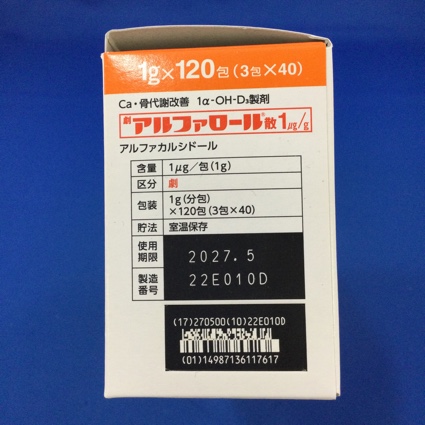 1g×120包(3包×40)
Ca・骨代謝改善 1α-OH-D₃製剤
劇 アルファロール®散1μg/g
アルファカルシドール
含量 1μg/包(1g)
区分 劇
包装 1g(分包)
×120包(3包×40)
貯法 室温保存
使用
期限 2027.5
製造
番号 22E010D
(17)270500(10)22E010D
(01)14987136117617